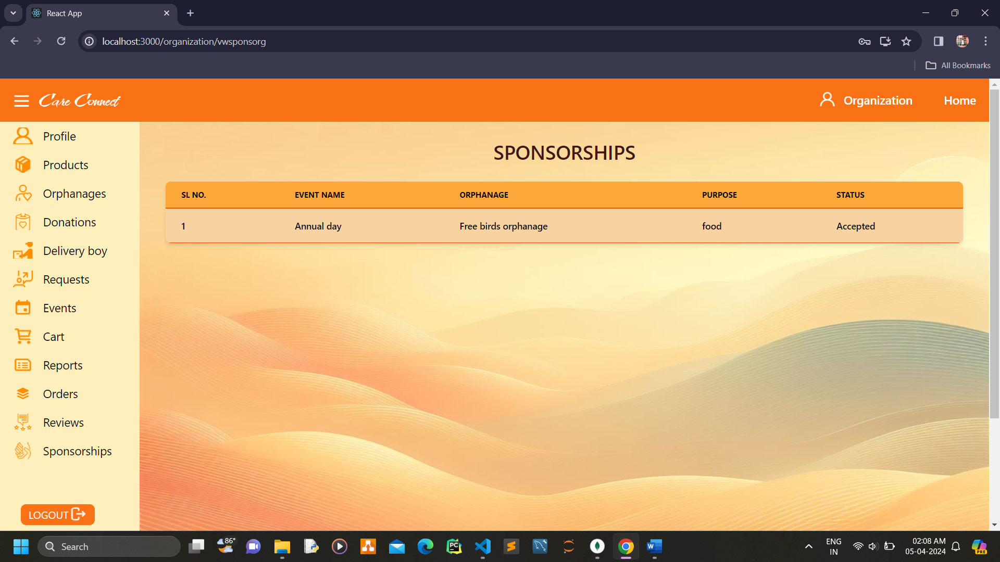 React App
localhost:3000/organization/vwsponsorg
All Bookmarks
Care Connect
Organization
Home
Profile
Products
Orphanages
Donations
Delivery boy
Requests
Events
Cart
Reports
Orders
Reviews
Sponsorships
LOGOUT
SPONSORSHIPS
SL NO. EVENT NAME ORPHANAGE PURPOSE STATUS
1 Annual day Free birds orphanage food Accepted
Search
86°
PC
W
ENG
IN
02:08 AM
05-04-2024
PRE